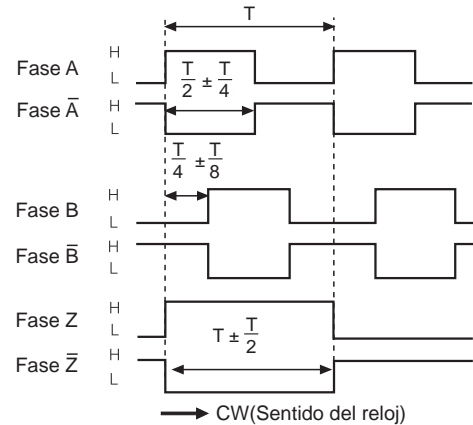 T
Fase A H
L
T/2 ± T/4
Fase A̅ H
L
T/4 ± T/8
Fase B H
L
Fase B̅ H
L
Fase Z H
L
T ± T/2
Fase Z̅ H
L
CW(Sentido del reloj)